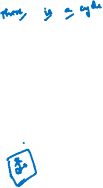 there is a cycle